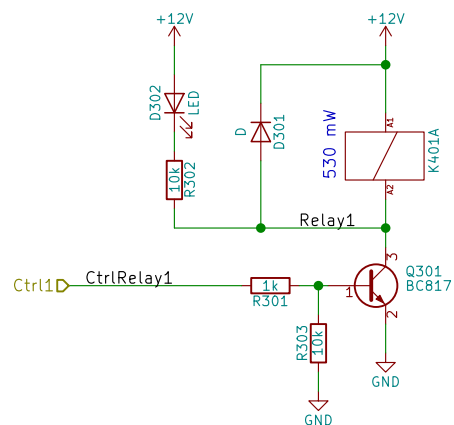 +12V
+12V
D302
LED
10k
R302
D
D301
530 mW
A1
K401A
A2
Relay1
Ctrl1
CtrlRelay1
1k
R301
1
3
Q301
BC817
2
R303
10k
GND
GND